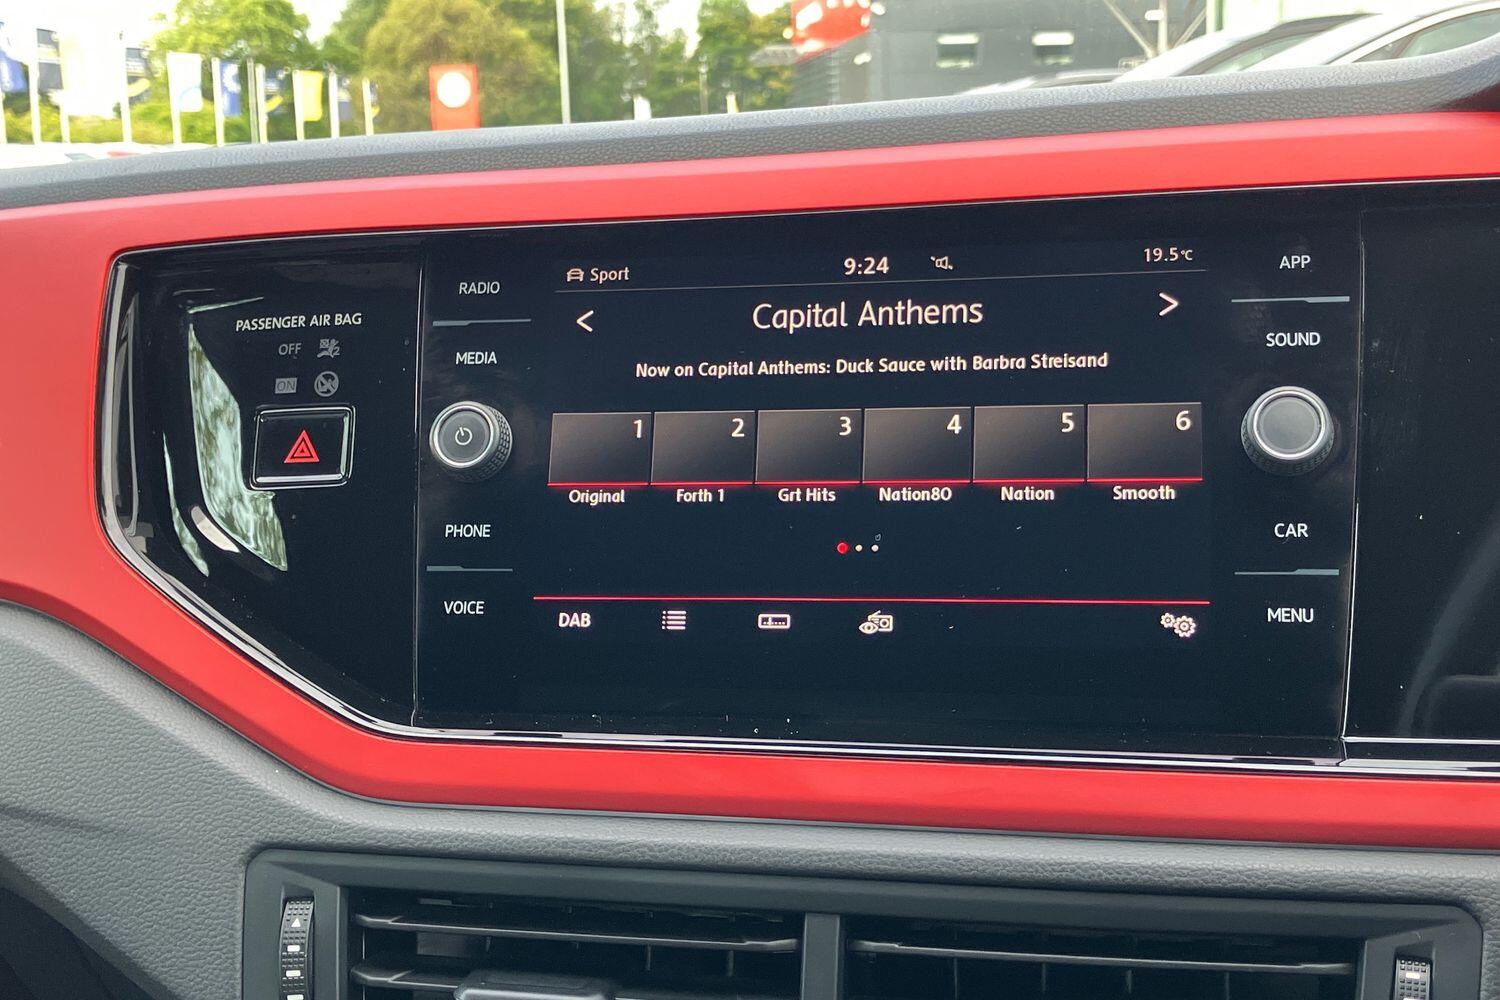 Sport 9:24 19.5°C
Capital Anthems
Now on Capital Anthems: Duck Sauce with Barbra Streisand
1 2 3 4 5 6
Original Forth 1 Grt Hits Nation80 Nation Smooth
DAB
PASSENGER AIR BAG
OFF
ON
RADIO
MEDIA
PHONE
VOICE
APP
SOUND
CAR
MENU